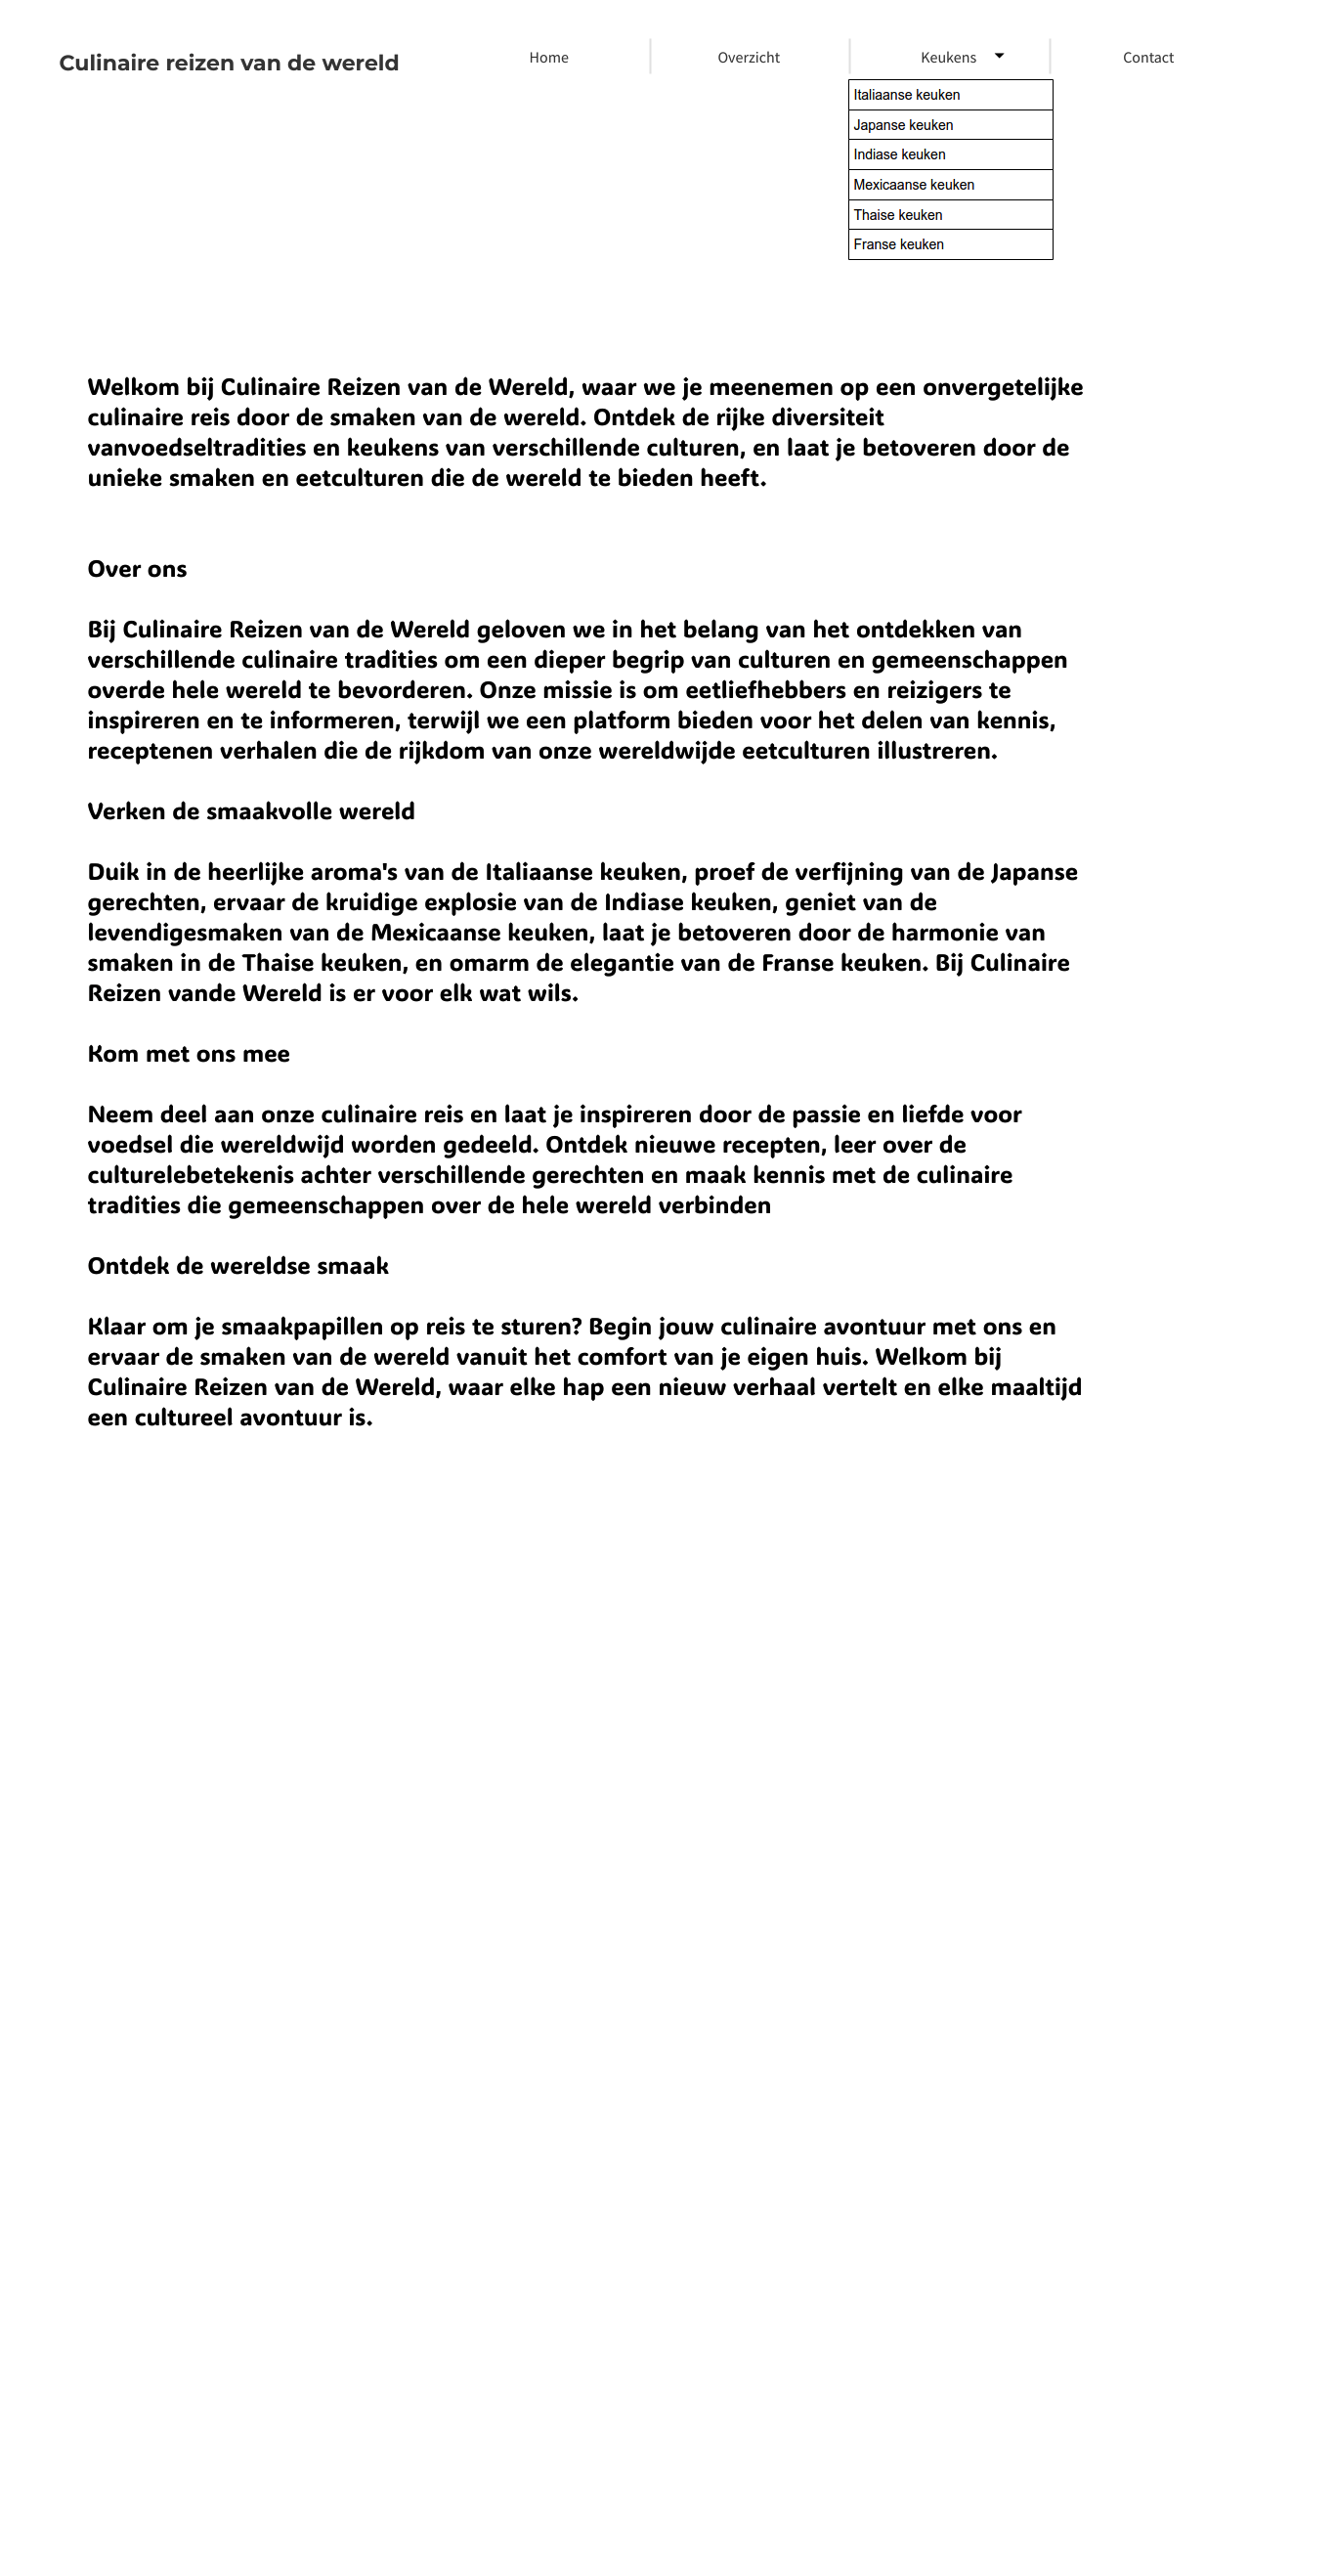 Culinaire reizen van de wereld
Home
Overzicht
Keukens
Contact
Italiaanse keuken
Japanse keuken
Indiase keuken
Mexicaanse keuken
Thaise keuken
Franse keuken
Welkom bij Culinaire Reizen van de Wereld, waar we je meenemen op een onvergetelijke
culinaire reis door de smaken van de wereld. Ontdek de rijke diversiteit
vanvoedseltradities en keukens van verschillende culturen, en laat je betoveren door de
unieke smaken en eetculturen die de wereld te bieden heeft.
Over ons
Bij Culinaire Reizen van de Wereld geloven we in het belang van het ontdekken van
verschillende culinaire tradities om een dieper begrip van culturen en gemeenschappen
overde hele wereld te bevorderen. Onze missie is om eetliefhebbers en reizigers te
inspireren en te informeren, terwijl we een platform bieden voor het delen van kennis,
receptenen verhalen die de rijkdom van onze wereldwijde eetculturen illustreren.
Verken de smaakvolle wereld
Duik in de heerlijke aroma's van de Italiaanse keuken, proef de verfijning van de Japanse
gerechten, ervaar de kruidige explosie van de Indiase keuken, geniet van de
levendigesmaken van de Mexicaanse keuken, laat je betoveren door de harmonie van
smaken in de Thaise keuken, en omarm de elegantie van de Franse keuken. Bij Culinaire
Reizen vande Wereld is er voor elk wat wils.
Kom met ons mee
Neem deel aan onze culinaire reis en laat je inspireren door de passie en liefde voor
voedsel die wereldwijd worden gedeeld. Ontdek nieuwe recepten, leer over de
culturelebetekenis achter verschillende gerechten en maak kennis met de culinaire
tradities die gemeenschappen over de hele wereld verbinden
Ontdek de wereldse smaak
Klaar om je smaakpapillen op reis te sturen? Begin jouw culinaire avontuur met ons en
ervaar de smaken van de wereld vanuit het comfort van je eigen huis. Welkom bij
Culinaire Reizen van de Wereld, waar elke hap een nieuw verhaal vertelt en elke maaltijd
een cultureel avontuur is.